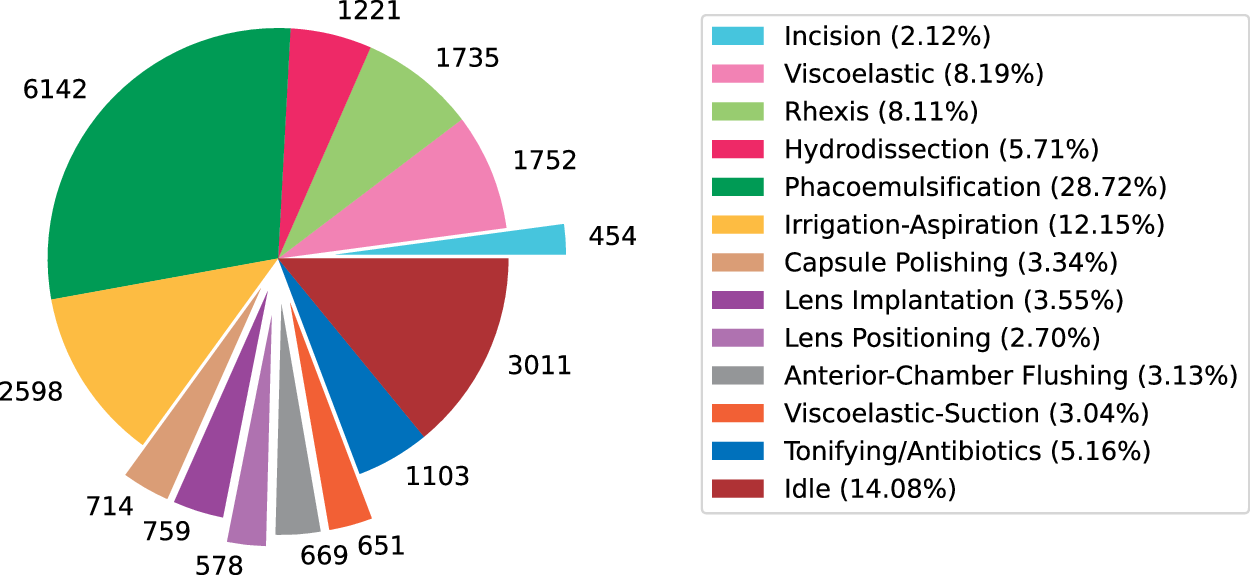 1221
1735
6142
1752
454
3011
2598
1103
714
759
578
669
651
Incision (2.12%)
Viscoelastic (8.19%)
Rhexis (8.11%)
Hydrodissection (5.71%)
Phacoemulsification (28.72%)
Irrigation-Aspiration (12.15%)
Capsule Polishing (3.34%)
Lens Implantation (3.55%)
Lens Positioning (2.70%)
Anterior-Chamber Flushing (3.13%)
Viscoelastic-Suction (3.04%)
Tonifying/Antibiotics (5.16%)
Idle (14.08%)